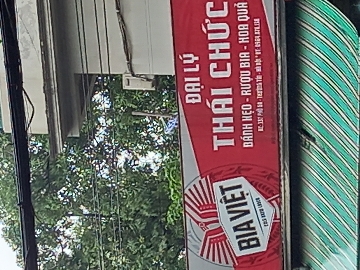 ĐẠI LÝ
THÁI CHỨC
BÁNH KẸO - RƯỢU BIA - HOA QUẢ
BIA VIỆT